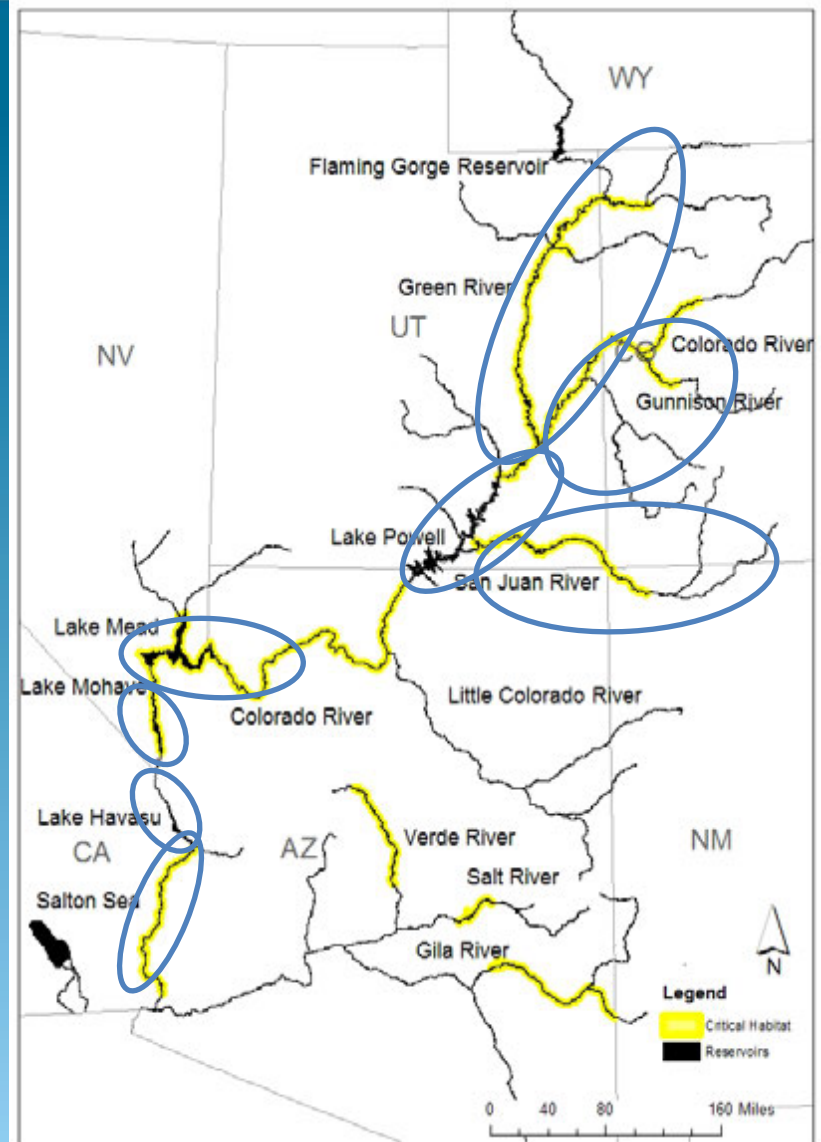 WY
Flaming Gorge Reservoir
Green River
UT
NV
CO
Colorado River
Gunnison River
Lake Powell
San Juan River
Lake Mead
Lake Mohave
Colorado River
Little Colorado River
Lake Havasu
CA
AZ
Verde River
NM
Salt River
Salton Sea
Gila River
N
Legend
Critical Habitat
Reservoirs
0 40 80 160 Miles